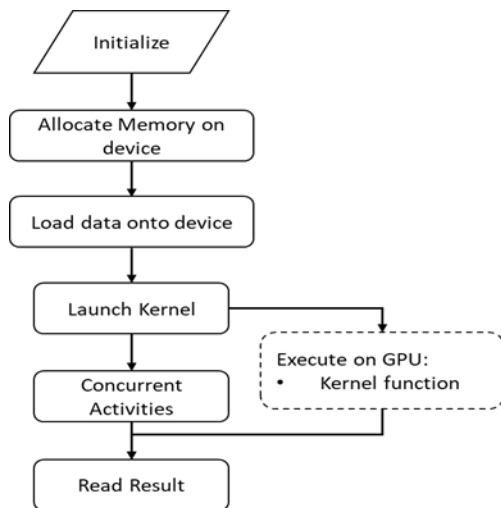 Initialize
Allocate Memory on
device
Load data onto device
Launch Kernel
Execute on GPU:
• Kernel function
Concurrent
Activities
Read Result